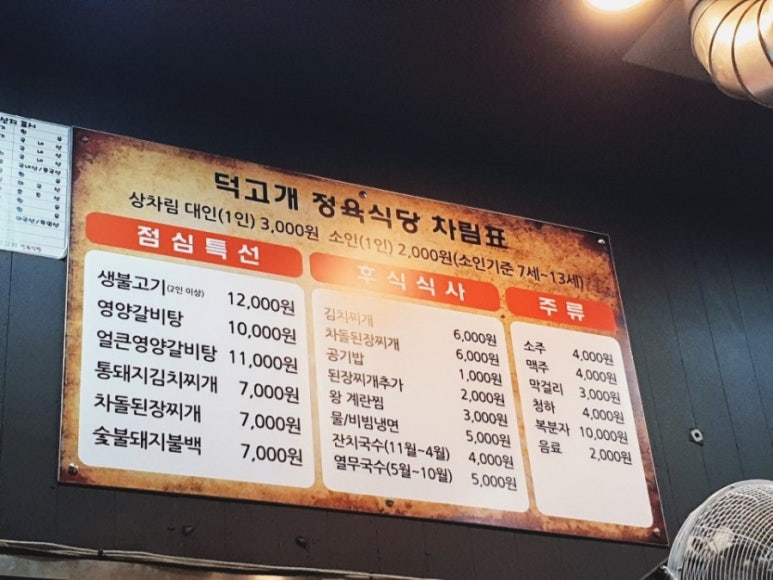 덕고개 정육식당 차림표
상차림 대인(1인) 3,000원 소인(1인) 2,000원(소인기준 7세~13세)
점심특선
생불고기(2인 이상) 12,000원
영양갈비탕 10,000원
얼큰영양갈비탕 11,000원
통돼지김치찌개 7,000원
차돌된장찌개 7,000원
숯불돼지불백 7,000원
후식식사
김치찌개 6,000원
차돌된장찌개 6,000원
공기밥 1,000원
된장찌개추가 2,000원
왕 계란찜 3,000원
물/비빔냉면 5,000원
잔치국수(11월~4월) 4,000원
열무국수(5월~10월) 5,000원
주류
소주 4,000원
맥주 4,000원
막걸리 3,000원
청하 4,000원
복분자 10,000원
음료 2,000원